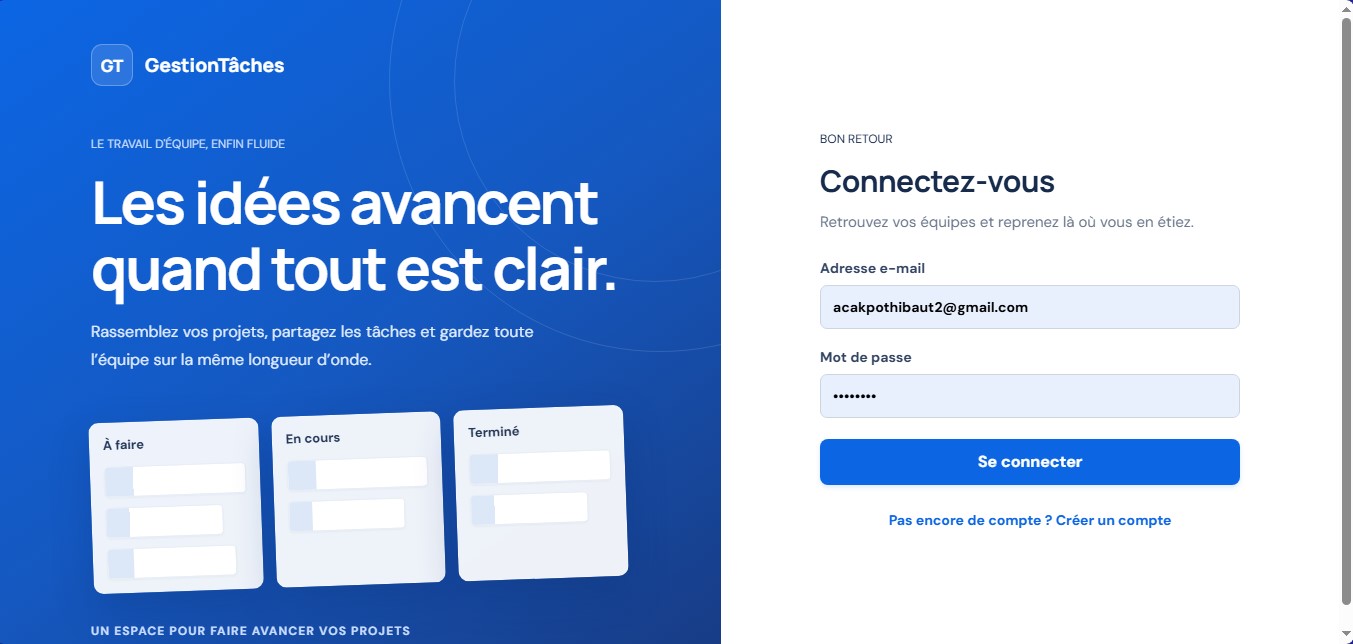 GT GestionTâches
LE TRAVAIL D'ÉQUIPE, ENFIN FLUIDE
Les idées avancent
quand tout est clair.
Rassemblez vos projets, partagez les tâches et gardez toute
l’équipe sur la même longueur d’onde.
À faire
En cours
Terminé
UN ESPACE POUR FAIRE AVANCER VOS PROJETS
BON RETOUR
Connectez-vous
Retrouvez vos équipes et reprenez là où vous en étiez.
Adresse e-mail
acakpothibaut2@gmail.com
Mot de passe
••••••••
Se connecter
Pas encore de compte ? Créer un compte